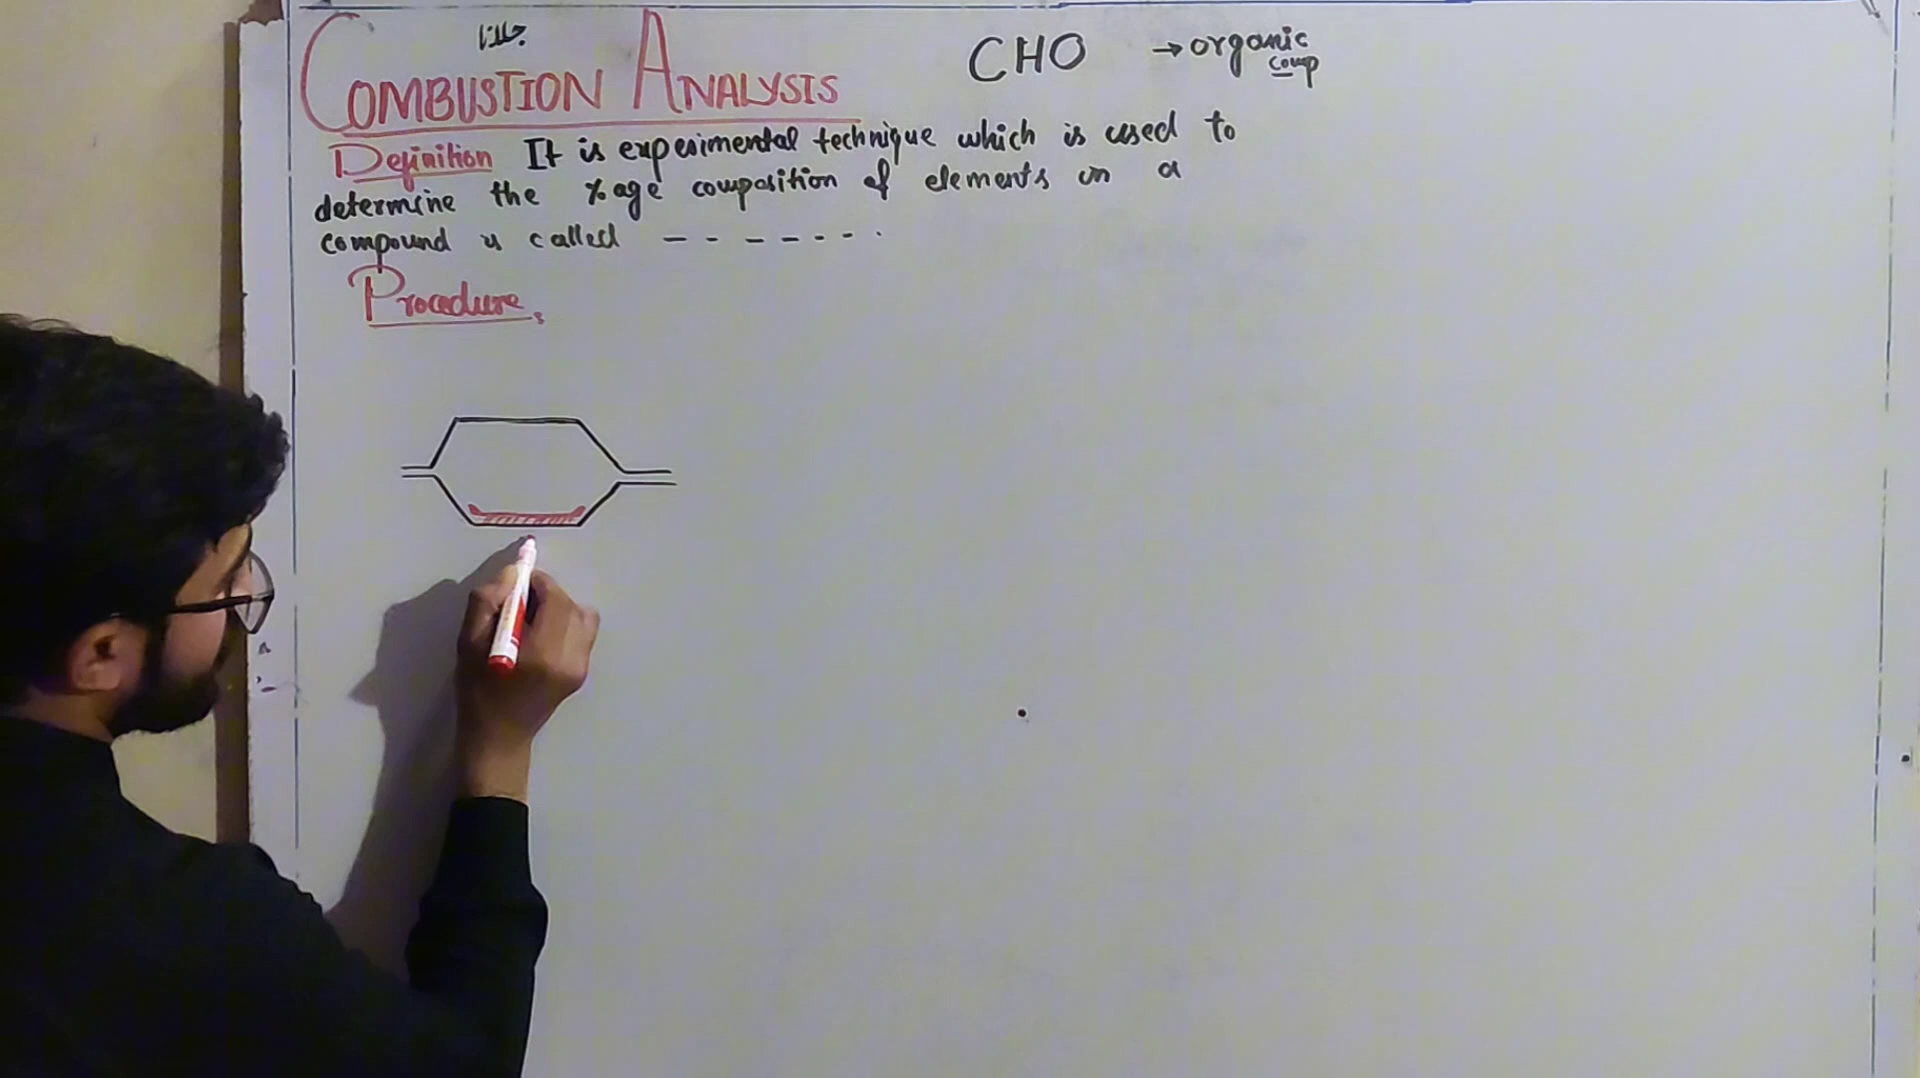 جلانا
COMBUSTION ANALYSIS
CHO → organic
comp
Definition It is experimental technique which is used to
determine the %age composition of elements in a
compound is called - - - - - - - .
Procedure,